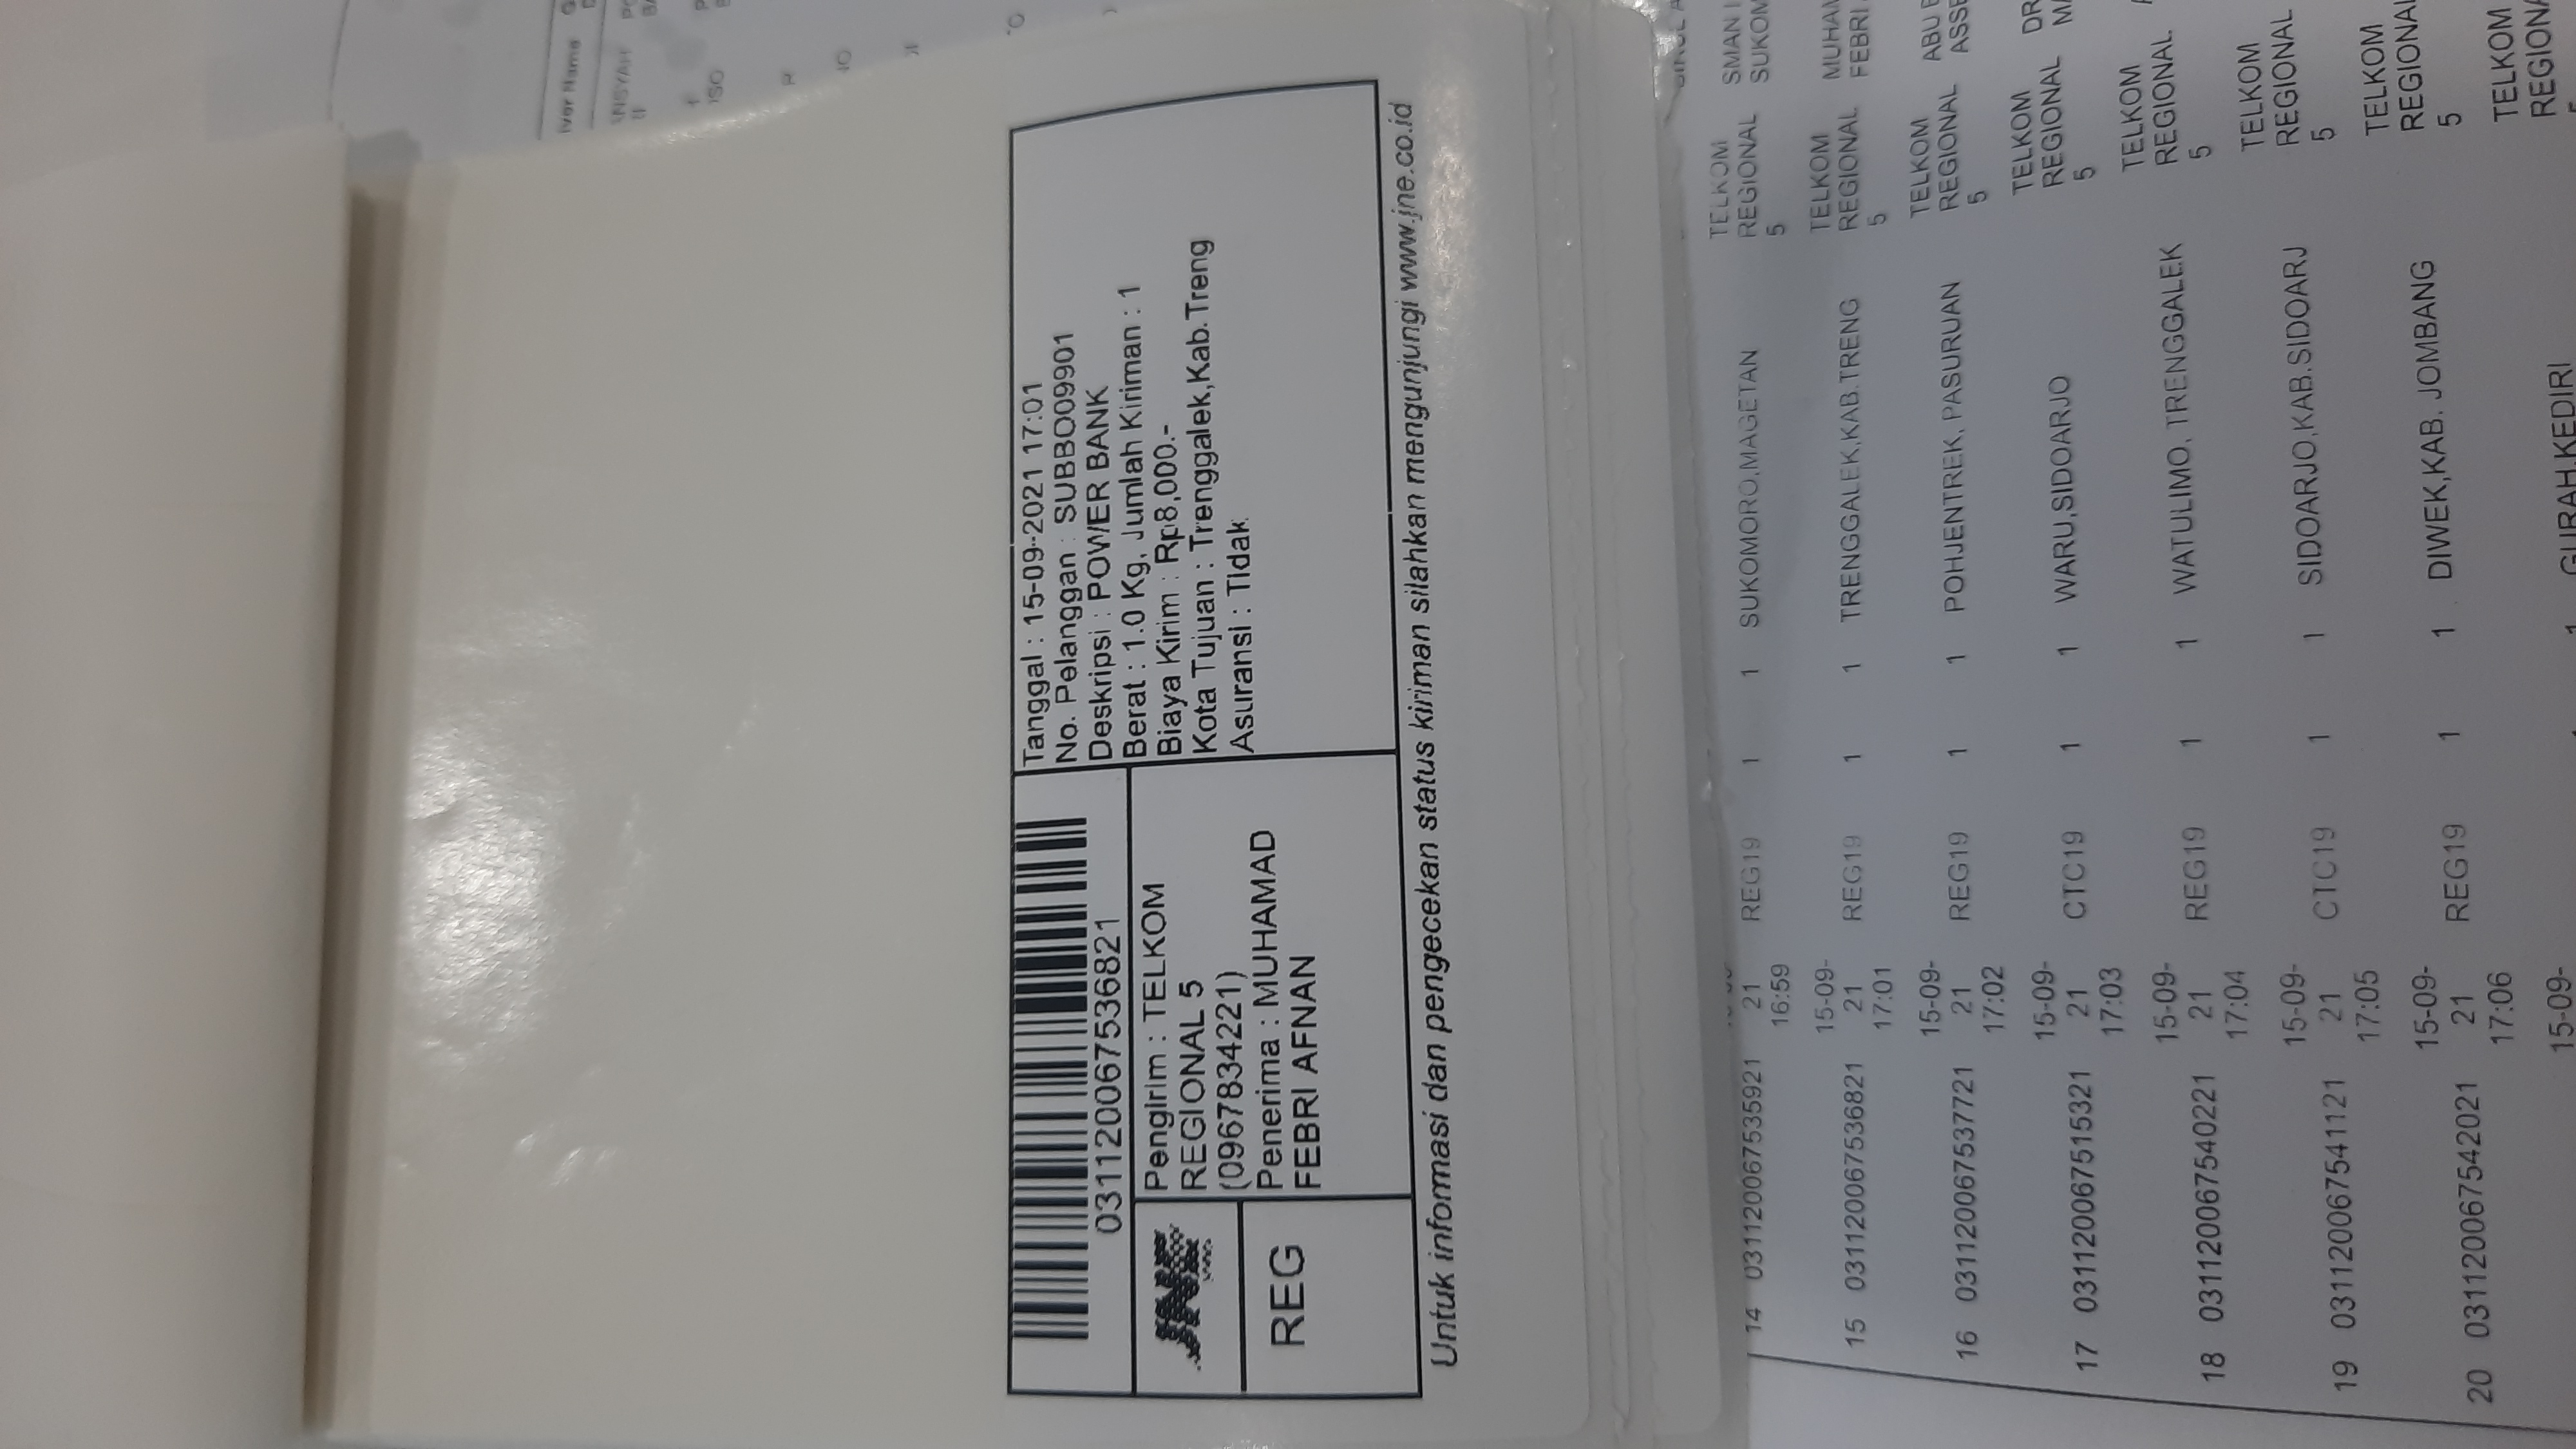 031120067536821
JNE
REG
Pengirim : TELKOM
REGIONAL 5
(0967834221)
Penerima : MUHAMAD
FEBRI AFNAN
Tanggal : 15-09-2021 17:01
No. Pelanggan : SUBBO09901
Deskripsi : POWER BANK
Berat : 1.0 Kg, Jumlah Kiriman : 1
Biaya Kirim : Rp8,000.-
Kota Tujuan : Trenggalek,Kab.Treng
Asuransi : Tidak
Untuk informasi dan pengecekan status kiriman silahkan mengunjungi www.jne.co.id
Name
14 031120067535921 21 16:59 REG19 1 1 SUKOMORO,MAGETAN TELKOM REGIONAL 5 SMAN
15 031120067536821 15-09-21 17:01 REG19 1 1 TRENGGALEK,KAB.TRENG TELKOM REGIONAL 5 FEBRI
16 031120067537721 15-09-21 17:02 REG19 1 1 POHJENTREK, PASURUAN TELKOM REGIONAL 5 ABU
17 031120067515321 15-09-21 17:03 CTC19 1 1 WARU,SIDOARJO TELKOM REGIONAL 5 DR
18 031120067540221 15-09-21 17:04 REG19 1 1 WATULIMO, TRENGGALEK TELKOM REGIONAL 5
19 031120067541121 15-09-21 17:05 CTC19 1 1 SIDOARJO,KAB.SIDOARJ TELKOM REGIONAL 5
20 031120067542021 15-09-21 17:06 REG19 1 1 DIWEK,KAB. JOMBANG TELKOM REGIONAL 5
15-09- 1 1 GURAH,KEDIRI TELKOM